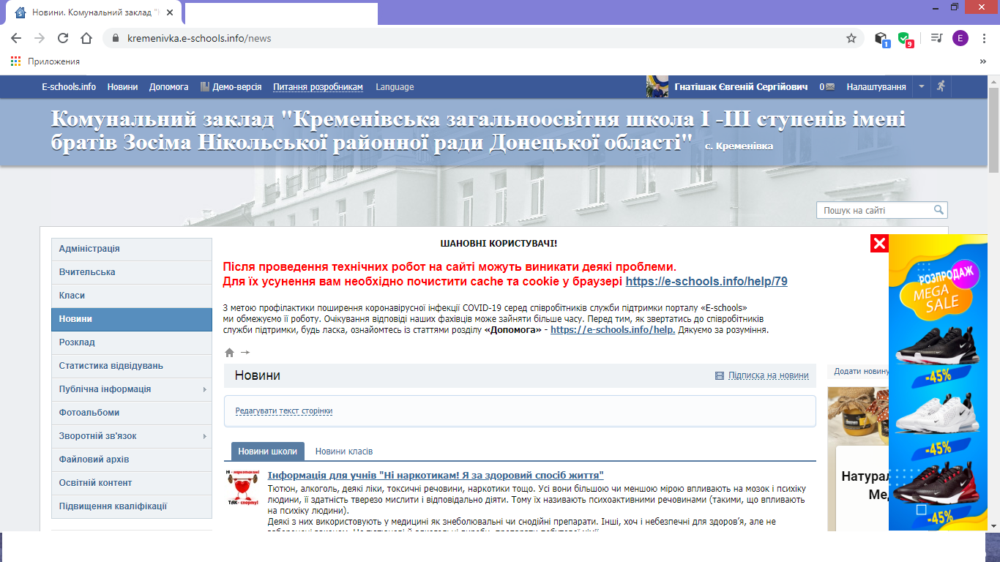 Новини. Комунальний заклад "
kremenivka.e-schools.info/news
1
9
E
Приложения
E-schools.info Новини Допомога Демо-версія Питання розробникам Language
Гнатішак Євгеній Сергійович 0 Налаштування
Комунальний заклад "Кременівська загальноосвітня школа І -ІІІ ступенів імені
братів Зосіма Нікольської районної ради Донецької області" с. Кременівка
Пошук на сайті
Адміністрація
Вчительська
Класи
Новини
Розклад
Статистика відвідувань
Публічна інформація
Фотоальбоми
Зворотній зв'язок
Файловий архів
Освітній контент
Підвищення кваліфікації
ШАНОВНІ КОРИСТУВАЧІ!
Після проведення технічних робот на сайті можуть виникати деякі проблеми.
Для їх усунення вам необхідно почистити cache та cookie у браузері https://e-schools.info/help/79
З метою профілактики поширення коронавірусної інфекції COVID-19 серед співробітників служби підтримки порталу «E-schools»
ми обмежуємо її роботу. Очікування відповіді наших фахівців може зайняти більше часу. Перед тим, як звертатись до співробітників
служби підтримки, будь ласка, ознайомтесь із статтями розділу «Допомога» - https://e-schools.info/help. Дякуємо за розуміння.
Новини
Підписка на новини
Редагувати текст сторінки
Новини школи Новини класів
Ні - наркотикам!
ТАК- спорту!
Інформація для учнів "Ні наркотикам! Я за здоровий спосіб життя"
Тютюн, алкоголь, деякі ліки, токсичні речовини, наркотики тощо. Усі вони більшою чи меншою мірою впливають на мозок і психіку
людини, її здатність тверезо мислити і відповідально діяти. Тому їх називають психоактивними речовинами (такими, що впливають
на психіку людини).
Деякі з них використовують у медицині як знеболювальні чи снодійні препарати. Інші, хоч і небезпечні для здоров’я, але не
Додати новину
Натурал
Ме
РОЗПРОДАЖ
MEGA
SALE
-45%
-45%
-45%